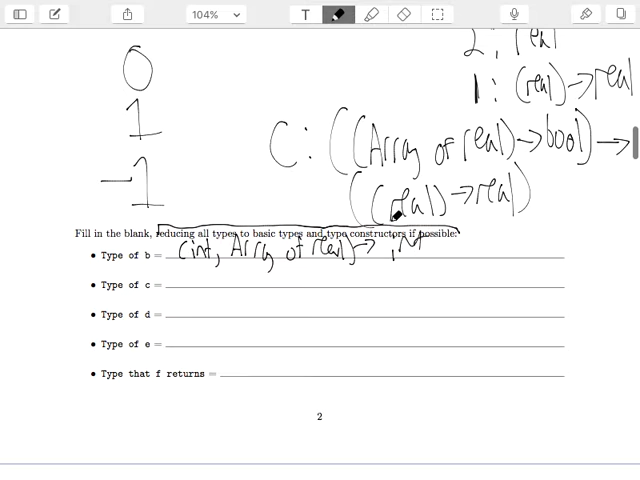 104%
T
2: real
0
1: (real)→real
1
C: ((Array of real)→bool)→
-1
((real)→real)
Fill in the blank, reducing all types to basic types and type constructors if possible:
• Type of b = (int, Array of real)→ int
• Type of c =
• Type of d =
• Type of e =
• Type that f returns =
2